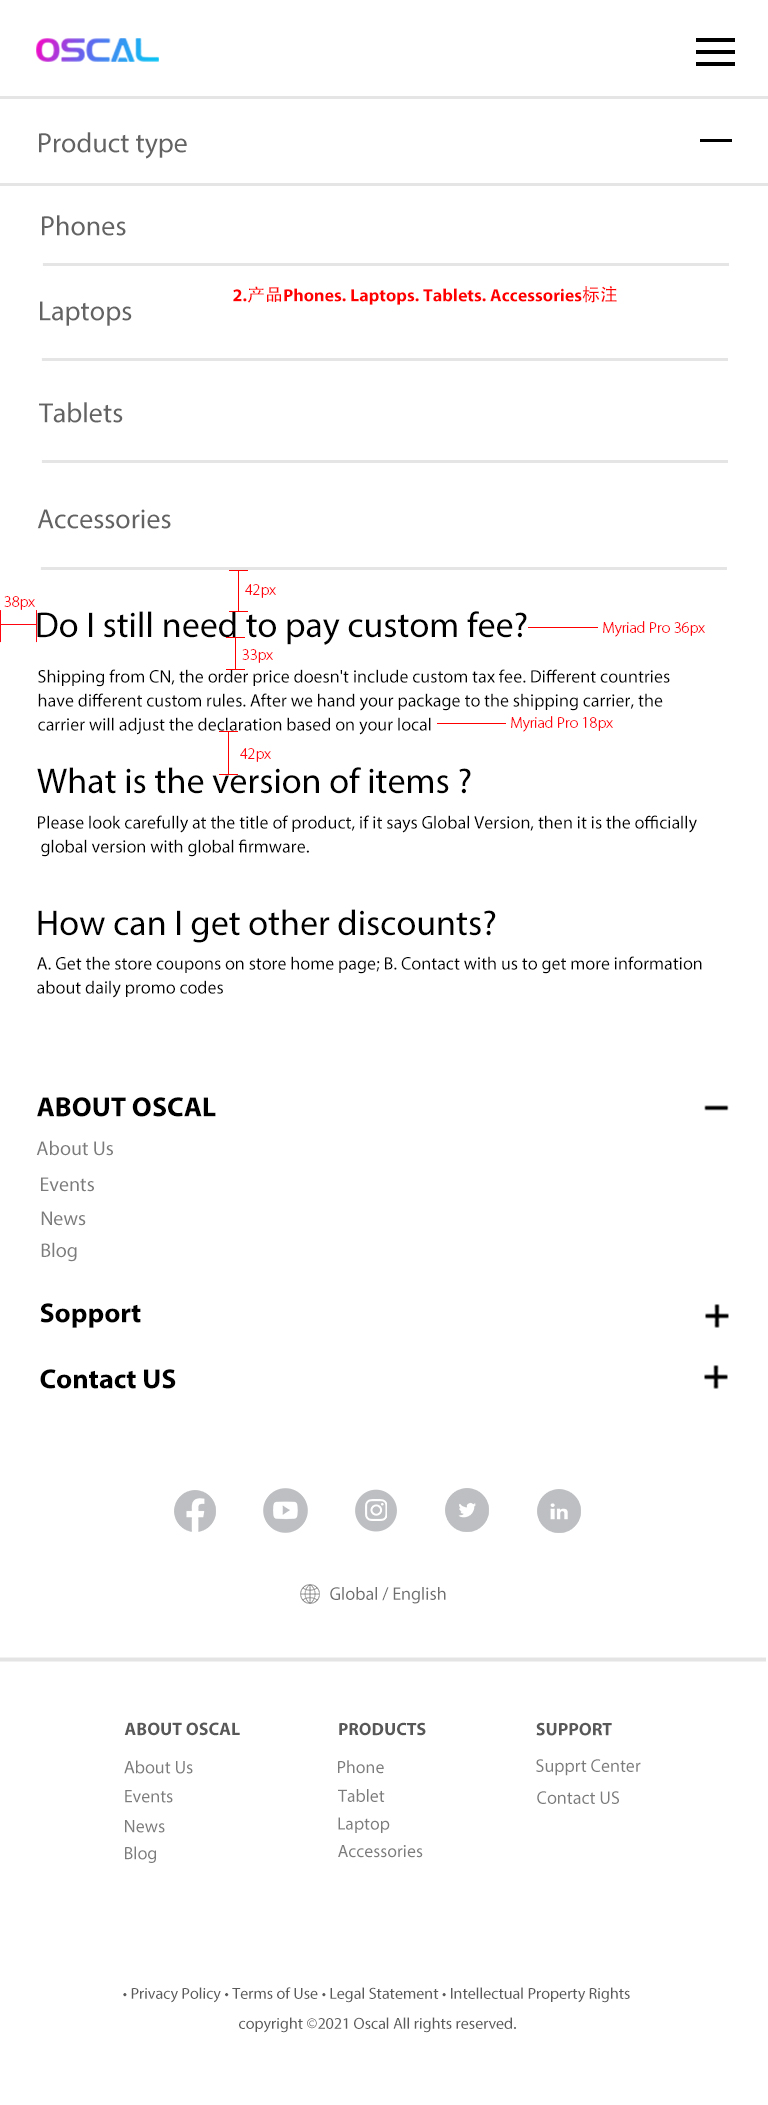 OSCAL
Product type
Phones
2.产品Phones. Laptops. Tablets. Accessories标注
Laptops
Tablets
Accessories
42px
38px
Do I still need to pay custom fee?
Myriad Pro 36px
33px
Shipping from CN, the order price doesn't include custom tax fee. Different countries
have different custom rules. After we hand your package to the shipping carrier, the
carrier will adjust the declaration based on your local
Myriad Pro 18px
42px
What is the version of items ?
Please look carefully at the title of product, if it says Global Version, then it is the officially
global version with global firmware.
How can I get other discounts?
A. Get the store coupons on store home page; B. Contact with us to get more information
about daily promo codes
ABOUT OSCAL
About Us
Events
News
Blog
Sopport
Contact US
Global / English
ABOUT OSCAL
About Us
Events
News
Blog
PRODUCTS
Phone
Tablet
Laptop
Accessories
SUPPORT
Supprt Center
Contact US
• Privacy Policy • Terms of Use • Legal Statement • Intellectual Property Rights
copyright ©2021 Oscal All rights reserved.